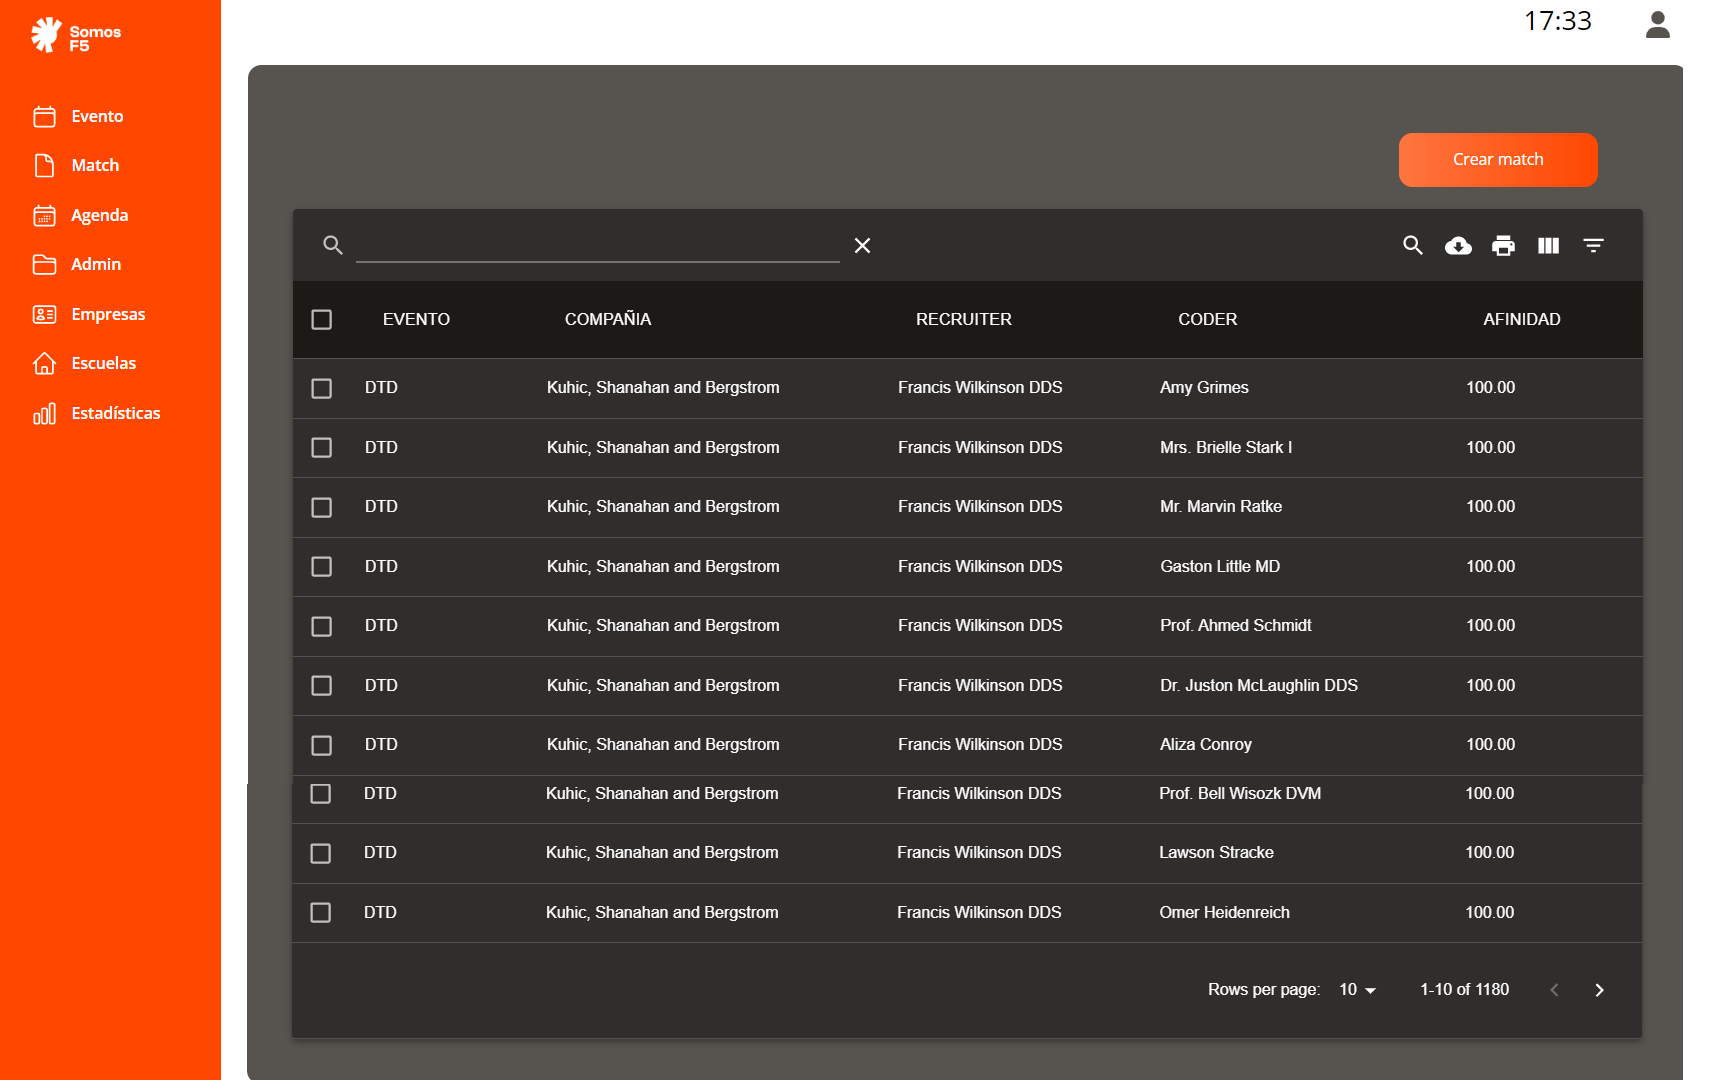 Somos
F5
17:33
Evento
Match
Agenda
Admin
Empresas
Escuelas
Estadísticas
Crear match
EVENTO COMPAÑIA RECRUITER CODER AFINIDAD
DTD Kuhic, Shanahan and Bergstrom Francis Wilkinson DDS Amy Grimes 100.00
DTD Kuhic, Shanahan and Bergstrom Francis Wilkinson DDS Mrs. Brielle Stark I 100.00
DTD Kuhic, Shanahan and Bergstrom Francis Wilkinson DDS Mr. Marvin Ratke 100.00
DTD Kuhic, Shanahan and Bergstrom Francis Wilkinson DDS Gaston Little MD 100.00
DTD Kuhic, Shanahan and Bergstrom Francis Wilkinson DDS Prof. Ahmed Schmidt 100.00
DTD Kuhic, Shanahan and Bergstrom Francis Wilkinson DDS Dr. Juston McLaughlin DDS 100.00
DTD Kuhic, Shanahan and Bergstrom Francis Wilkinson DDS Aliza Conroy 100.00
DTD Kuhic, Shanahan and Bergstrom Francis Wilkinson DDS Prof. Bell Wisozk DVM 100.00
DTD Kuhic, Shanahan and Bergstrom Francis Wilkinson DDS Lawson Stracke 100.00
DTD Kuhic, Shanahan and Bergstrom Francis Wilkinson DDS Omer Heidenreich 100.00
Rows per page: 10 1-10 of 1180